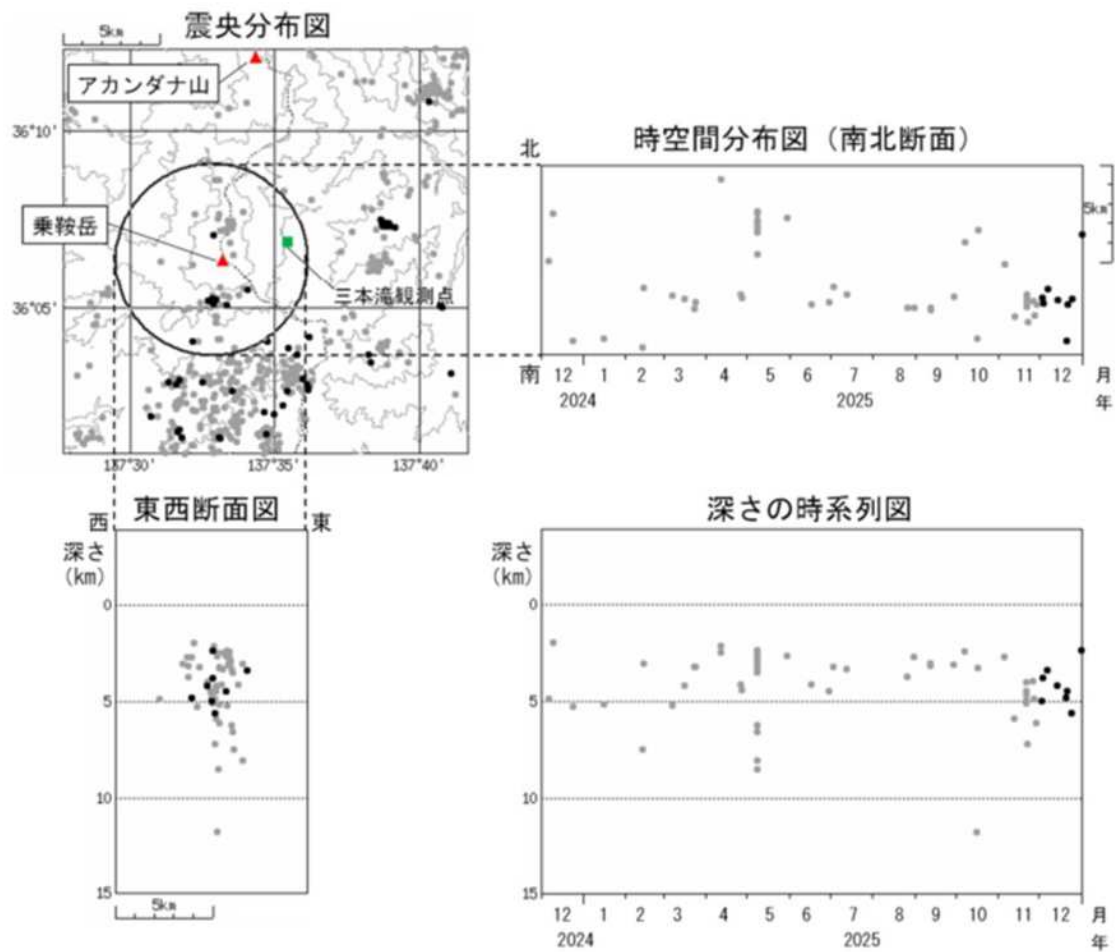 震央分布図
5km
アカンダナ山
36°10'
乗鞍岳
三本滝観測点
36°05'
137°30'
137°35'
137°40'
時空間分布図（南北断面）
北
5km
南
12 1 2 3 4 5 6 7 8 9 10 11 12 月
2024 2025 年
東西断面図
西 東
深さ
(km)
0
5
10
15
5km
深さの時系列図
深さ
(km)
0
5
10
15
12 1 2 3 4 5 6 7 8 9 10 11 12 月
2024 2025 年